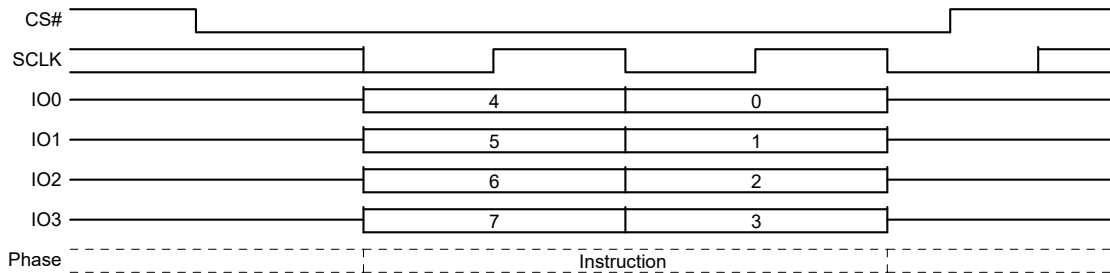 CS#
SCLK
IO0 4 0
IO1 5 1
IO2 6 2
IO3 7 3
Phase Instruction